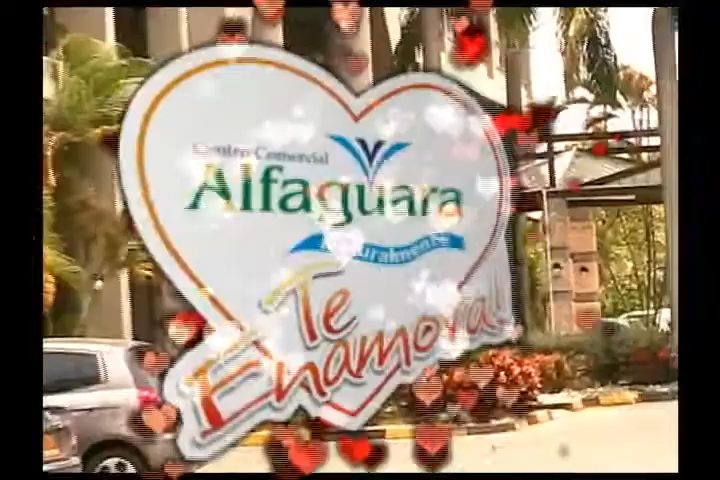 Centro Comercial
Alfaguara
Naturalmente
Te
Enamora!